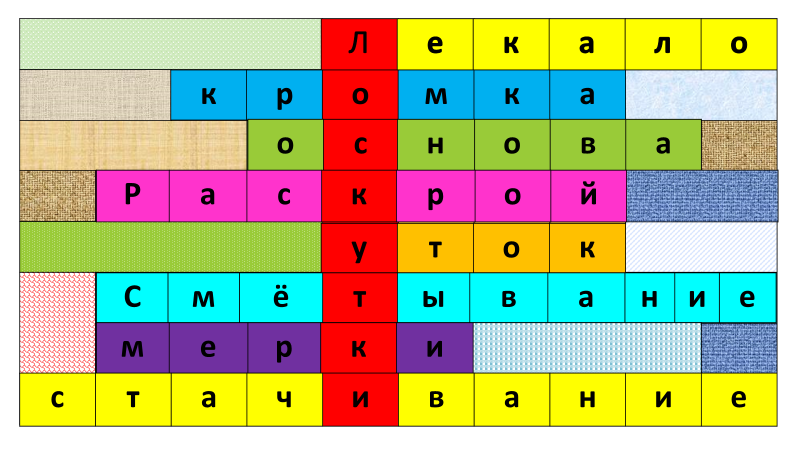 Лекало
кромка
основа
Раскрой
уток
Смётывание
мерки
стачивание